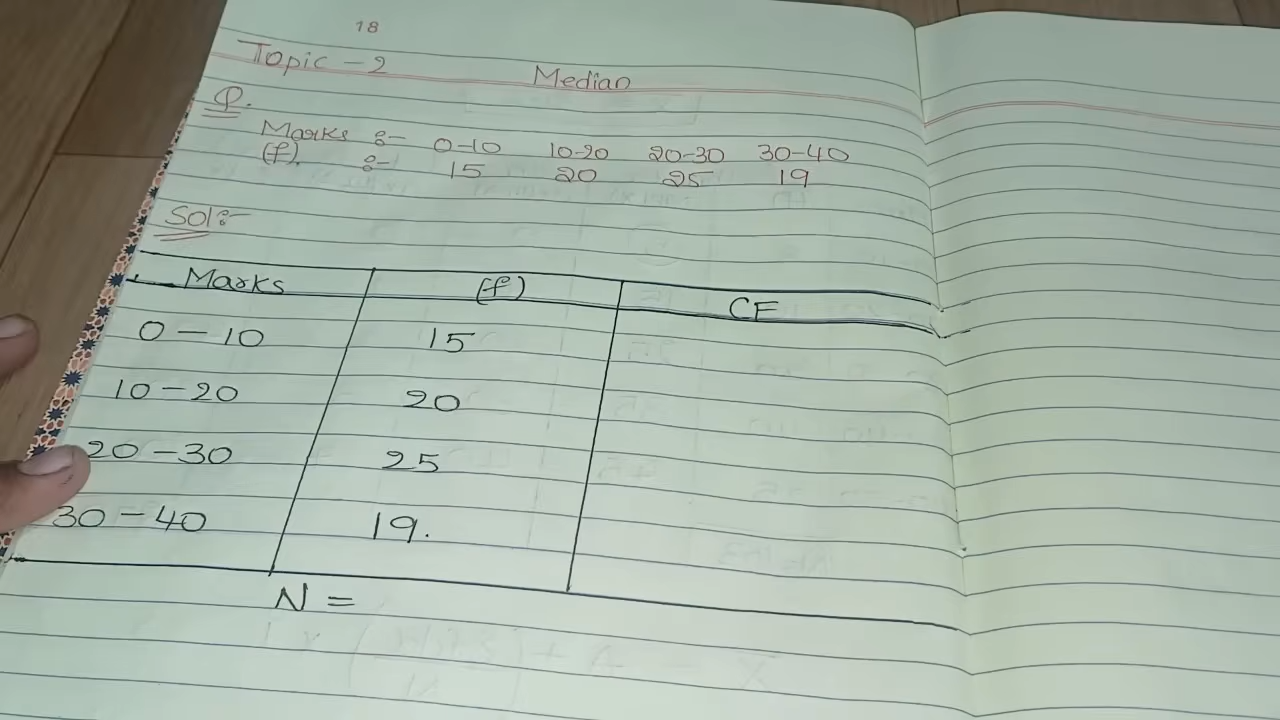 18
Topic - 2 Median
Q.
Marks :- 0-10 10-20 20-30 30-40
(f). :- 15 20 25 19
Sol:-
Marks (f) CF
0 - 10 15
10 - 20 20
20 - 30 25
30 - 40 19.
N =